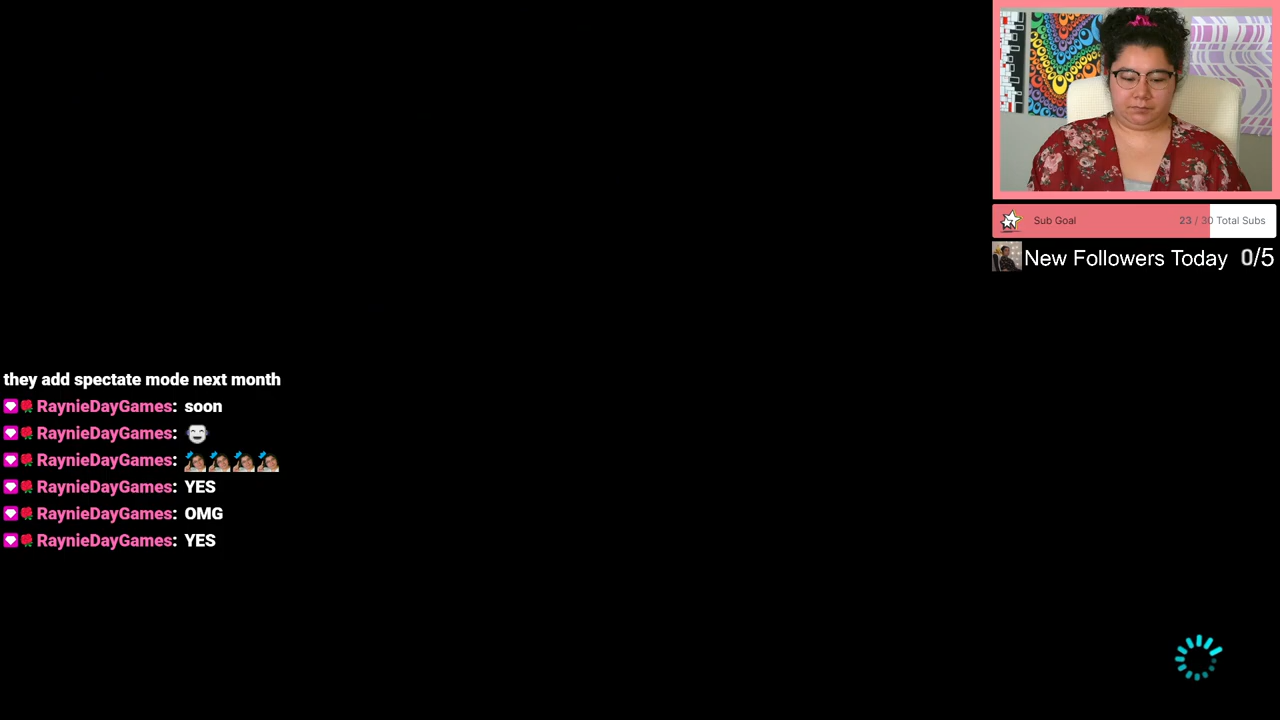 Sub Goal 23 / 30 Total Subs
New Followers Today 0/5
they add spectate mode next month
RaynieDayGames: soon
RaynieDayGames:
RaynieDayGames:
RaynieDayGames: YES
RaynieDayGames: OMG
RaynieDayGames: YES